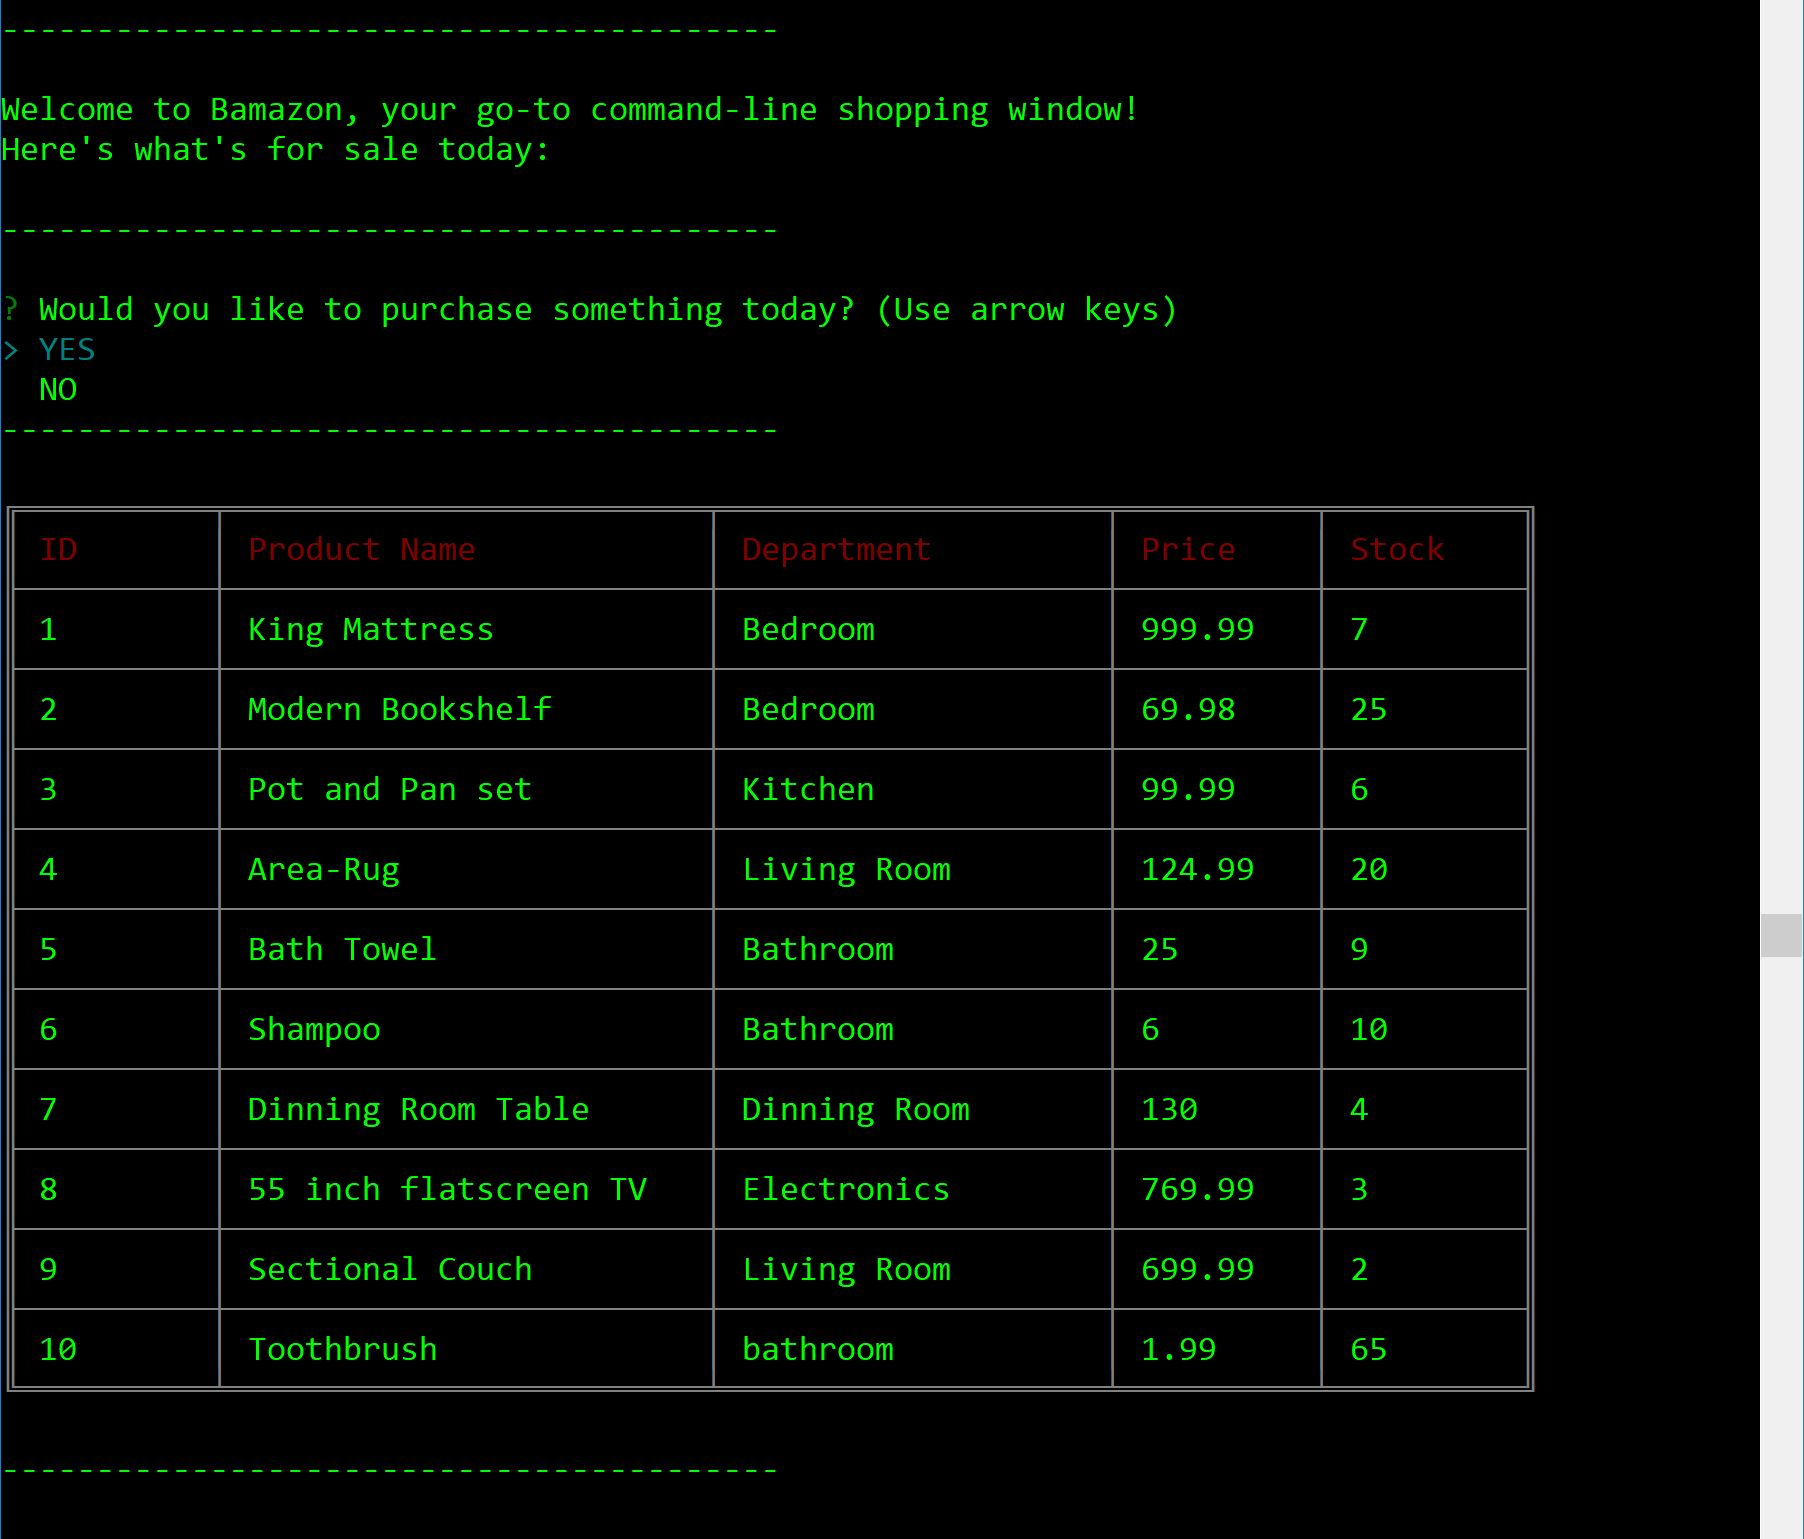 -----------------------------------------
Welcome to Bamazon, your go-to command-line shopping window!
Here's what's for sale today:
-----------------------------------------
? Would you like to purchase something today? (Use arrow keys)
> YES
NO
-----------------------------------------
ID Product Name Department Price Stock
1 King Mattress Bedroom 999.99 7
2 Modern Bookshelf Bedroom 69.98 25
3 Pot and Pan set Kitchen 99.99 6
4 Area-Rug Living Room 124.99 20
5 Bath Towel Bathroom 25 9
6 Shampoo Bathroom 6 10
7 Dinning Room Table Dinning Room 130 4
8 55 inch flatscreen TV Electronics 769.99 3
9 Sectional Couch Living Room 699.99 2
10 Toothbrush bathroom 1.99 65
-----------------------------------------